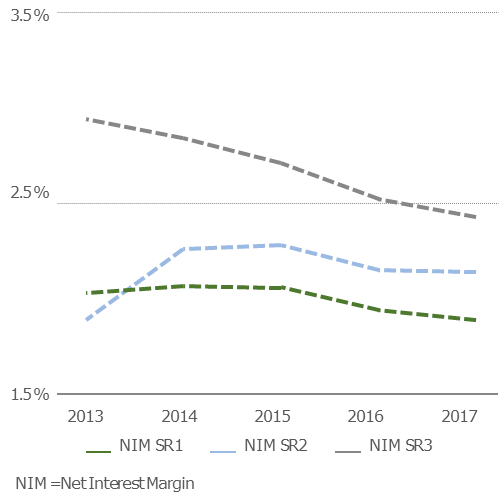 3.5%
2.5%
1.5%
2013 2014 2015 2016 2017
NIM SR1 NIM SR2 NIM SR3
NIM =Net Interest Margin